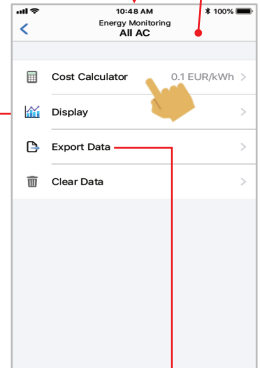 10:48 AM
100%
Energy Monitoring
All AC
Cost Calculator 0.1 EUR/kWh
Display
Export Data
Clear Data